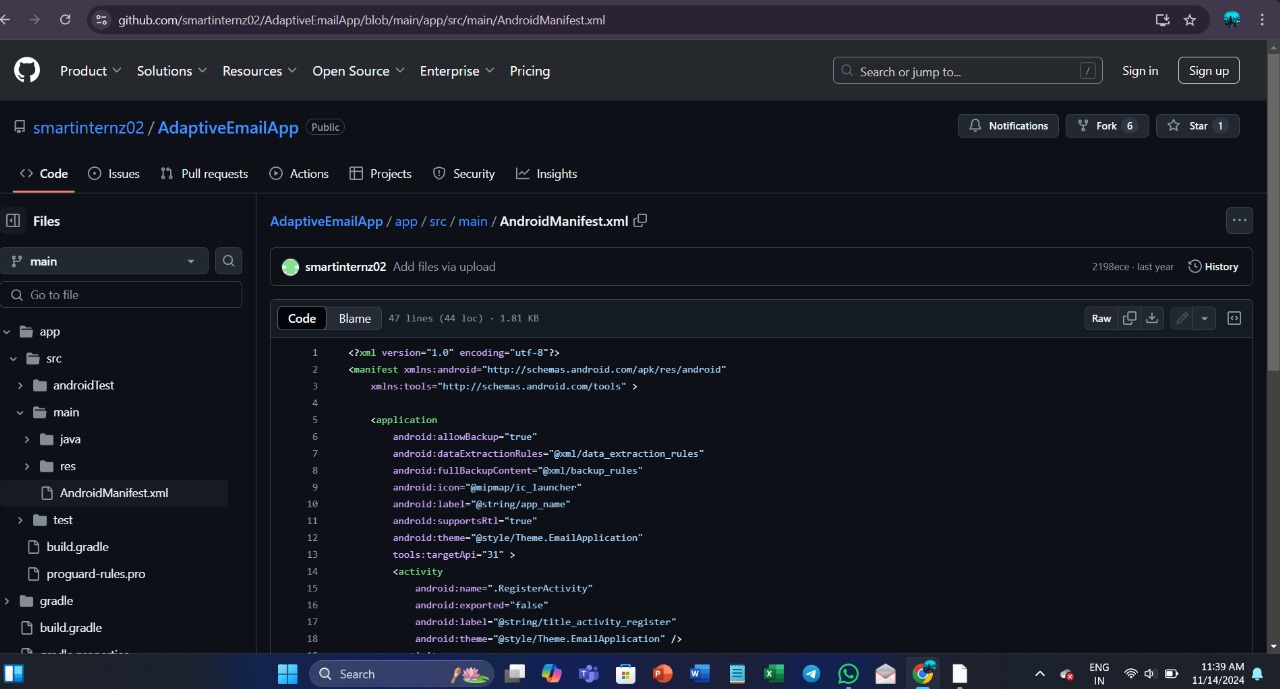 github.com/smartinternz02/AdaptiveEmailApp/blob/main/app/src/main/AndroidManifest.xml
Product Solutions Resources Open Source Enterprise Pricing Search or jump to... / Sign in Sign up
smartinternz02 / AdaptiveEmailApp Public Notifications Fork 6 Star 1
Code Issues Pull requests Actions Projects Security Insights
Files
main
Go to file
app
src
androidTest
main
java
res
AndroidManifest.xml
test
build.gradle
proguard-rules.pro
gradle
build.gradle
AdaptiveEmailApp / app / src / main / AndroidManifest.xml
smartinternz02 Add files via upload 2198ece · last year History
Code Blame 47 lines (44 loc) · 1.81 KB Raw
1 <?xml version="1.0" encoding="utf-8"?>
2 <manifest xmlns:android="http://schemas.android.com/apk/res/android"
3 xmlns:tools="http://schemas.android.com/tools" >
4
5 <application
6 android:allowBackup="true"
7 android:dataExtractionRules="@xml/data_extraction_rules"
8 android:fullBackupContent="@xml/backup_rules"
9 android:icon="@mipmap/ic_launcher"
10 android:label="@string/app_name"
11 android:supportsRtl="true"
12 android:theme="@style/Theme.EmailApplication"
13 tools:targetApi="31" >
14 <activity
15 android:name=".RegisterActivity"
16 android:exported="false"
17 android:label="@string/title_activity_register"
18 android:theme="@style/Theme.EmailApplication" />
Search
ENG
IN
11:39 AM
11/14/2024